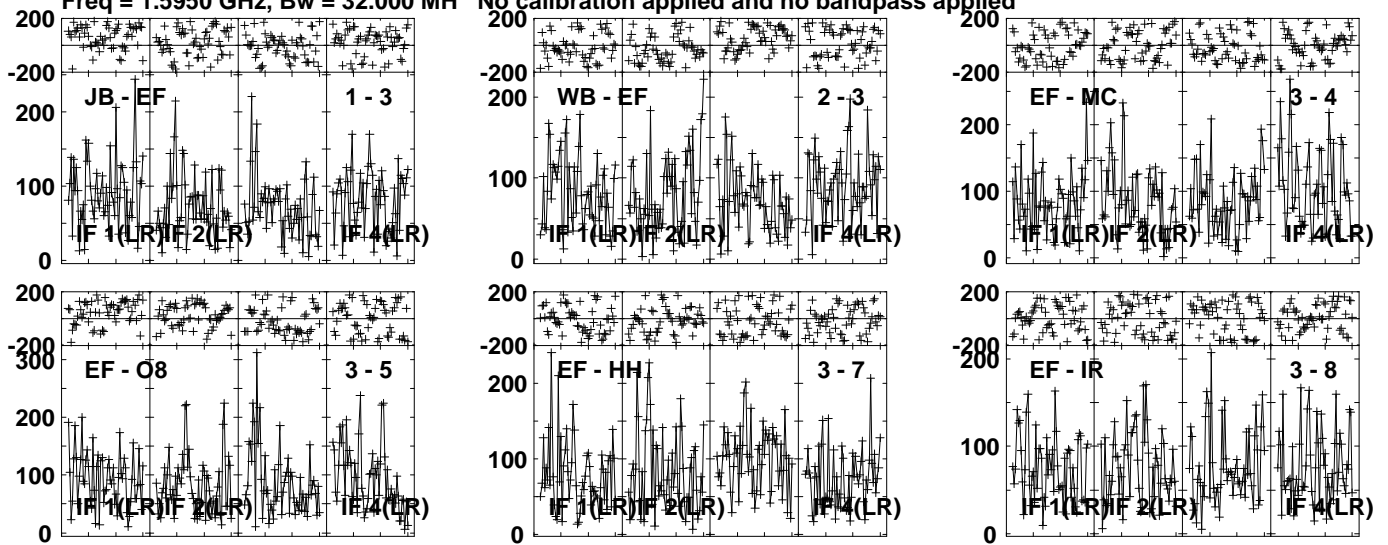 Freq = 1.5950 GHz, Bw = 32.000 MH No calibration applied and no bandpass applied
200
-200
200
100
0
JB - EF
1 - 3
IF 1(LR)
IF 2(LR)
IF 4(LR)
200
-200
200
100
0
WB - EF
2 - 3
IF 1(LR)
IF 2(LR)
IF 4(LR)
200
-200
200
100
0
EF - MC
3 - 4
IF 1(LR)
IF 2(LR)
IF 4(LR)
200
-200
300
200
100
0
EF - O8
3 - 5
IF 1(LR)
IF 2(LR)
IF 4(LR)
200
-200
200
100
0
EF - HH
3 - 7
IF 1(LR)
IF 2(LR)
IF 4(LR)
200
-200
200
100
0
EF - IR
3 - 8
IF 1(LR)
IF 2(LR)
IF 4(LR)